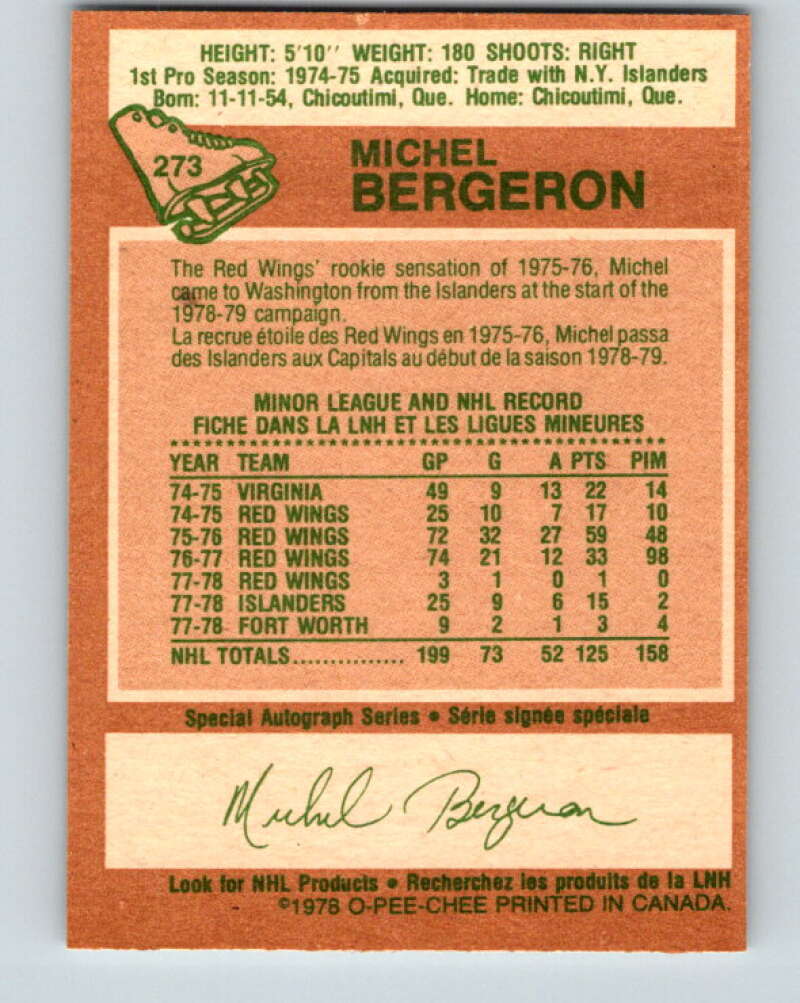 HEIGHT: 5'10'' WEIGHT: 180 SHOOTS: RIGHT
1st Pro Season: 1974-75 Acquired: Trade with N.Y. Islanders
Born: 11-11-54, Chicoutimi, Que. Home: Chicoutimi, Que.
273
MICHEL
BERGERON
The Red Wings' rookie sensation of 1975-76, Michel
came to Washington from the Islanders at the start of the
1978-79 campaign.
La recrue étoile des Red Wings en 1975-76, Michel passa
des Islanders aux Capitals au début de la saison 1978-79.
MINOR LEAGUE AND NHL RECORD
FICHE DANS LA LNH ET LES LIGUES MINEURES
YEAR TEAM GP G A PTS PIM
74-75 VIRGINIA 49 9 13 22 14
74-75 RED WINGS 25 10 7 17 10
75-76 RED WINGS 72 32 27 59 48
76-77 RED WINGS 74 21 12 33 98
77-78 RED WINGS 3 1 0 1 0
77-78 ISLANDERS 25 9 6 15 2
77-78 FORT WORTH 9 2 1 3 4
NHL TOTALS............... 199 73 52 125 158
Special Autograph Series • Série signée spéciale
Michel Bergeron
Look for NHL Products • Recherchez les produits de la LNH
©1978 O-PEE-CHEE PRINTED IN CANADA.